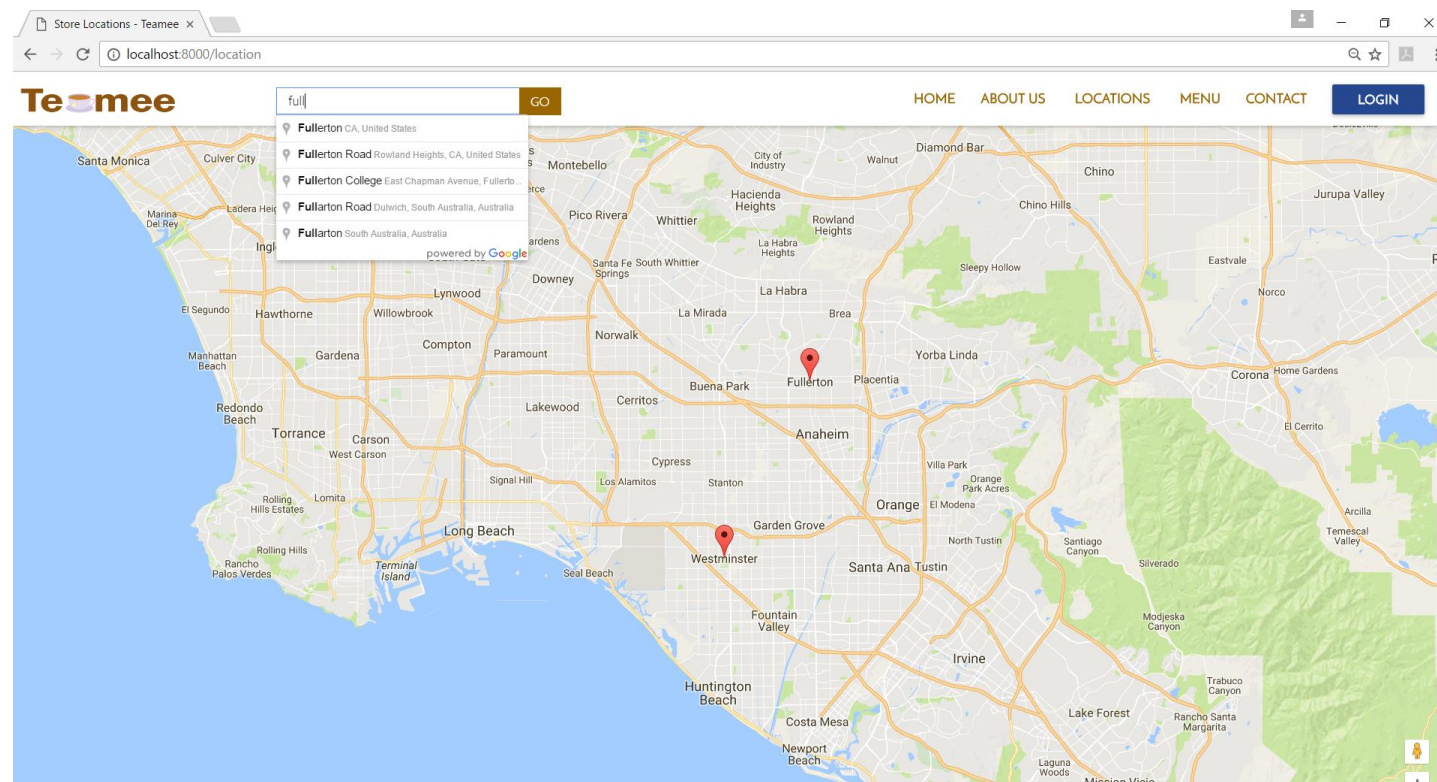 Store Locations - Teamee
localhost:8000/location
Teamee
full
GO
HOME ABOUT US LOCATIONS MENU CONTACT LOGIN
Fullerton CA, United States
Fullerton Road Rowland Heights, CA, United States
Fullerton College East Chapman Avenue, Fullerto...
Fullarton Road Dulwich, South Australia, Australia
Fullarton South Australia, Australia
powered by Google
Santa Monica
Culver City
Montebello
City of
Industry
Walnut
Diamond Bar
Chino
Jurupa Valley
Marina
Del Rey
Ladera Heig
Pico Rivera
Whittier
Hacienda
Heights
Rowland
Heights
Chino Hills
Ingl
ardens
La Habra
Heights
Santa Fe
Springs
South Whittier
Downey
Sleepy Hollow
Eastvale
Norco
Lynwood
La Habra
El Segundo
Hawthorne
Willowbrook
La Mirada
Brea
Norwalk
Compton
Paramount
Manhattan
Beach
Gardena
Yorba Linda
Buena Park
Fullerton
Placentia
Corona
Home Gardens
Redondo
Beach
Lakewood
Cerritos
Torrance
Carson
West Carson
Anaheim
El Cerrito
Cypress
Villa Park
Signal Hill
Los Alamitos
Stanton
Orange
Park Acres
Rolling
Hills Estates
Lomita
Orange
El Modena
Arcilla
Long Beach
Garden Grove
North Tustin
Santiago
Canyon
Temescal
Valley
Rolling Hills
Rancho
Palos Verdes
Terminal
Island
Seal Beach
Westminster
Santa Ana
Tustin
Silverado
Fountain
Valley
Modjeska
Canyon
Irvine
Huntington
Beach
Trabuco
Canyon
Costa Mesa
Lake Forest
Rancho Santa
Margarita
Newport
Beach
Laguna
Woods
Mission Viejo